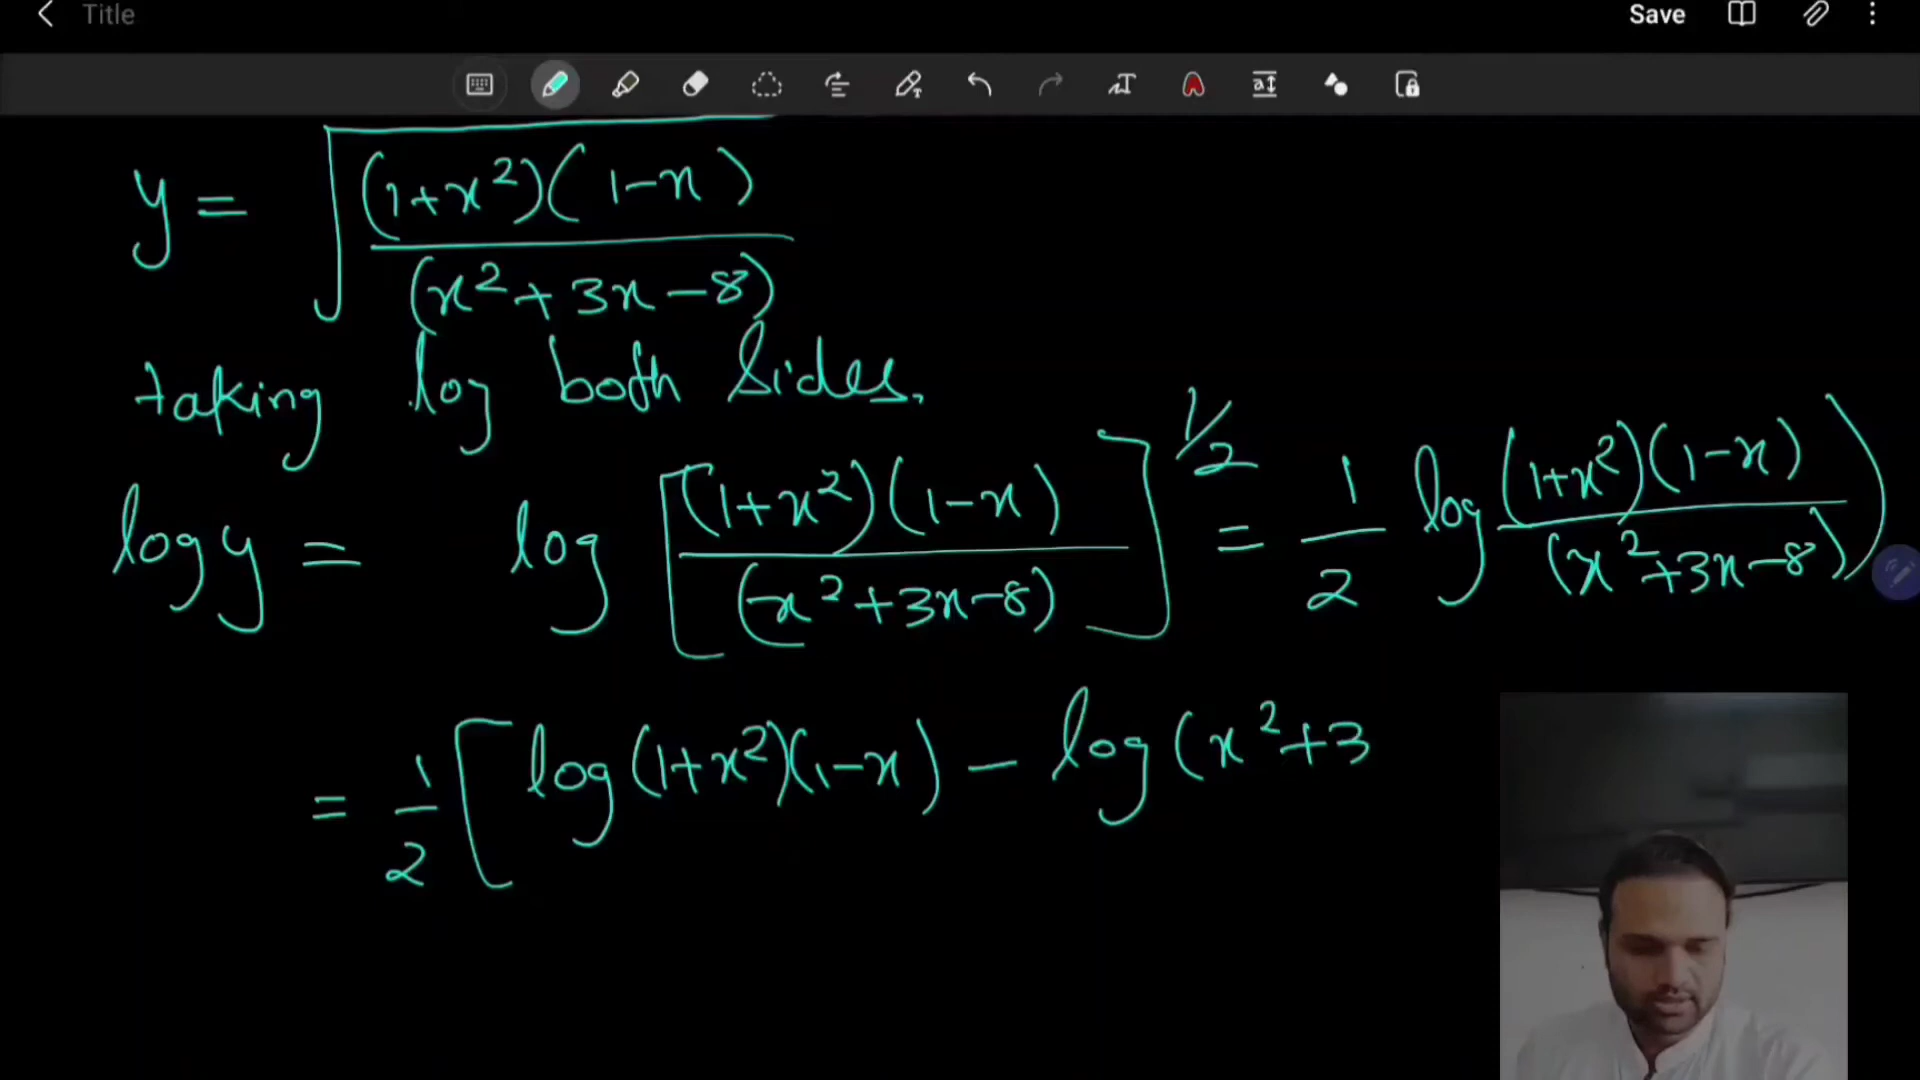 Title Save
y = √((1+x²)(1-x)/(x²+3x-8))
taking log both sides.
log y = log [(1+x²)(1-x)/(x²+3x-8)]^1/2 = 1/2 log ((1+x²)(1-x)/(x²+3x-8))
= 1/2 [log(1+x²)(1-x) - log(x²+3